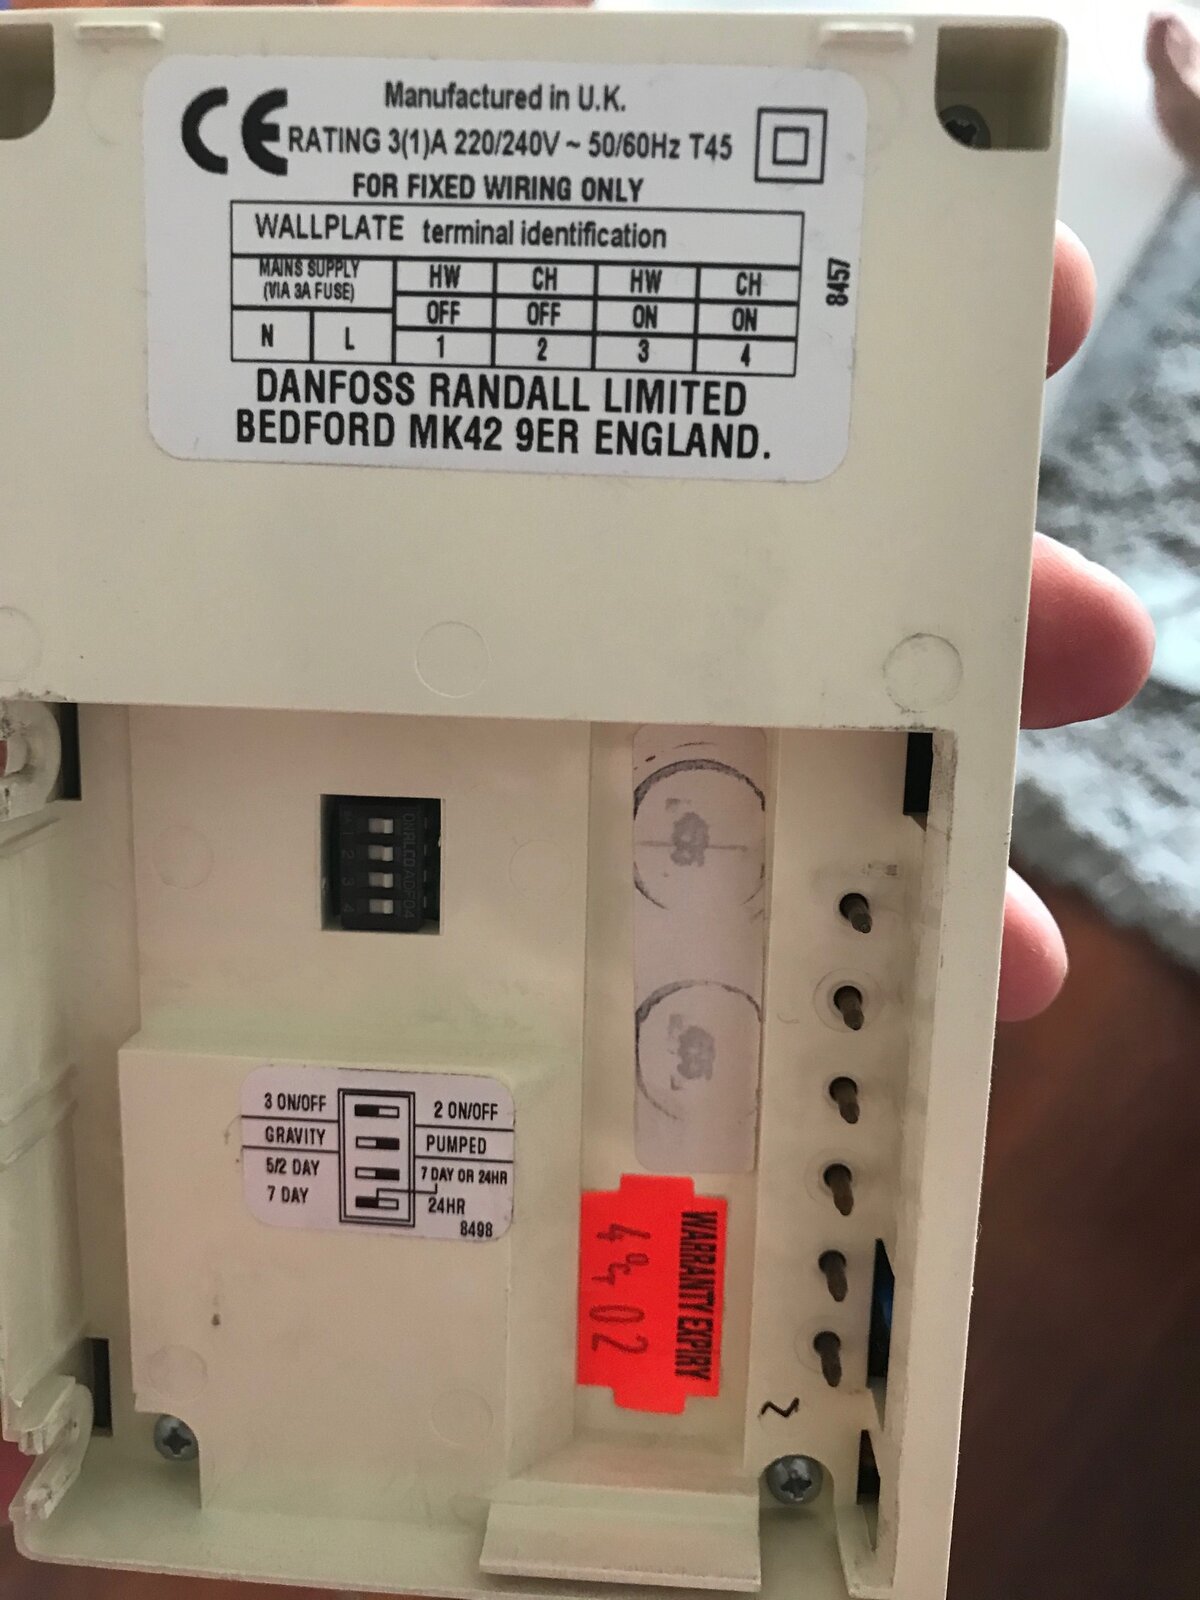 CE
Manufactured in U.K.
RATING 3(1)A 220/240V ~ 50/60Hz T45
FOR FIXED WIRING ONLY
WALLPLATE terminal identification
MAINS SUPPLY HW CH HW CH
(VIA 3A FUSE) OFF OFF ON ON
N L 1 2 3 4
DANFOSS RANDALL LIMITED
BEDFORD MK42 9ER ENGLAND.
8457
1
2
3
4
3 ON/OFF 2 ON/OFF
GRAVITY PUMPED
5/2 DAY 7 DAY OR 24HR
7 DAY 24HR
8498
WARRANTY EXPIRY
02